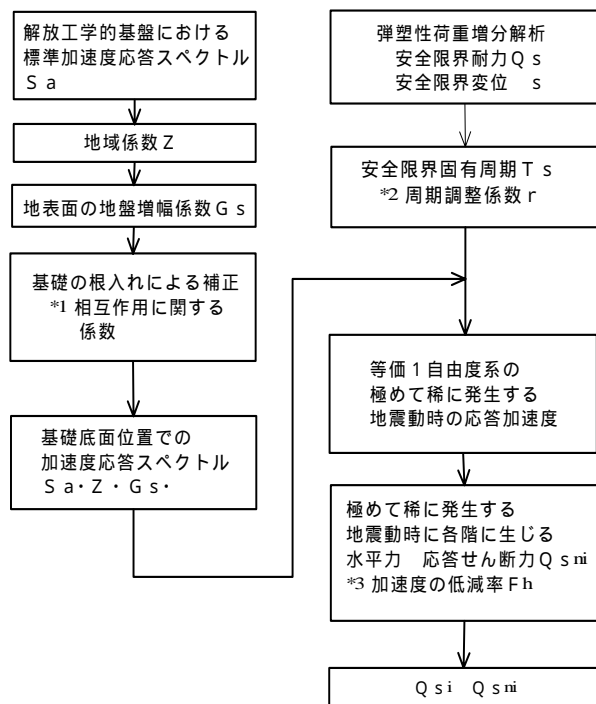 解放工学的基盤における
標準加速度応答スペクトル
Ｓａ
地域係数Ｚ
地表面の地盤増幅係数Ｇｓ
基礎の根入れによる補正
*1 相互作用に関する
係数
基礎底面位置での
加速度応答スペクトル
Ｓａ・Ｚ・Ｇｓ・
弾塑性荷重増分解析
安全限界耐力Ｑｓ
安全限界変位　ｓ
安全限界固有周期Ｔｓ
*2 周期調整係数ｒ
等価１自由度系の
極めて稀に発生する
地震動時の応答加速度
極めて稀に発生する
地震動時に各階に生じる
水平力　応答せん断力Ｑsni
*3 加速度の低減率Ｆh
Ｑsi　Ｑsni